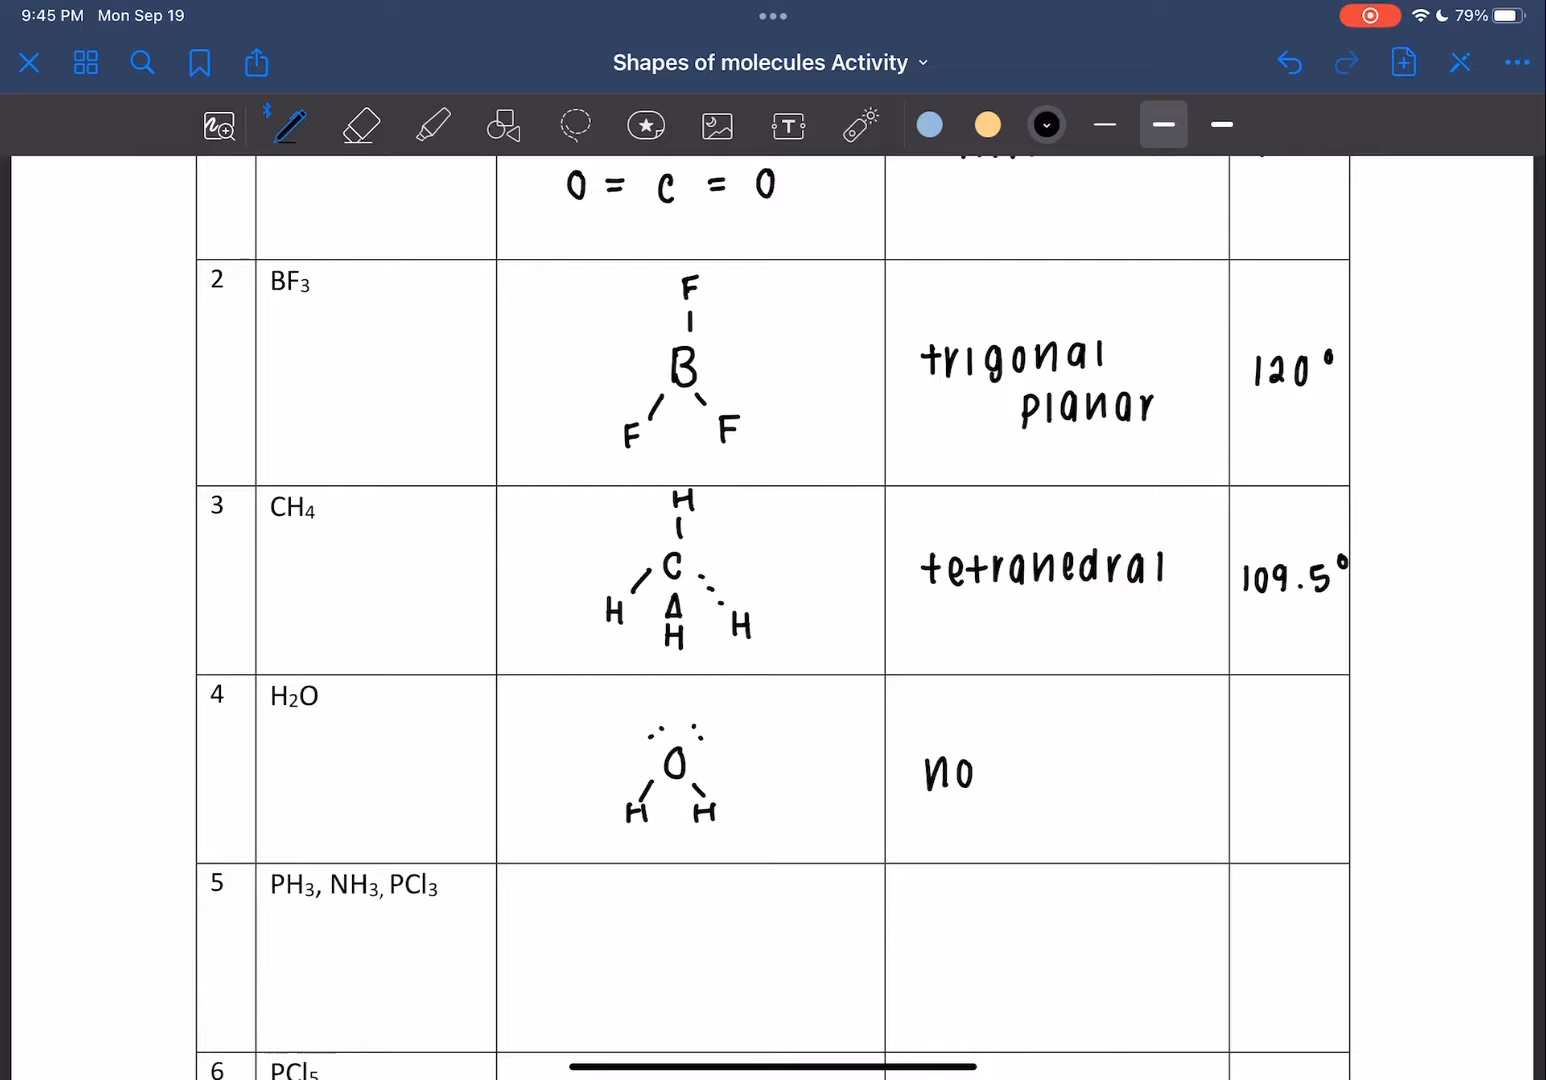 9:45 PM Mon Sep 19
79%
Shapes of molecules Activity
T
O = C = O
2 BF₃
F
B
F F
trigonal
planar
120°
3 CH₄
H
C
H H H
tetrahedral
109.5°
4 H₂O
O
H H
no
5 PH₃, NH₃, PCl₃
6 PCl₅